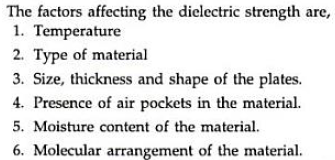 The factors affecting the dielectric strength are,
1. Temperature
2. Type of material
3. Size, thickness and shape of the plates.
4. Presence of air pockets in the material.
5. Moisture content of the material.
6. Molecular arrangement of the material.